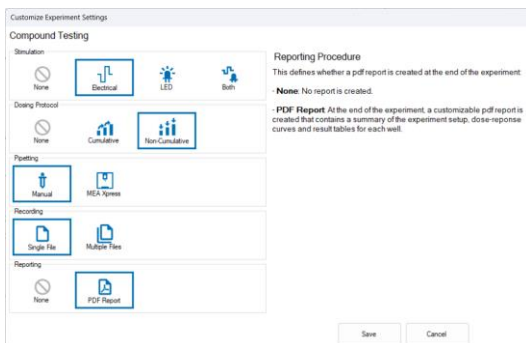 Customize Experiment Settings
Compound Testing
Stimulation
None
Electrical
LED
Both
Dosing Protocol
None
Cumulative
Non-Cumulative
Pipetting
Manual
MEA Xpress
Recording
Single File
Multiple Files
Reporting
None
PDF Report
Reporting Procedure
This defines whether a pdf report is created at the end of the experiment:
- None: No report is created.
- PDF Report: At the end of the experiment, a customizable pdf report is
created that contains a summary of the experiment setup, dose-reponse
curves and result tables for each well.
Save
Cancel